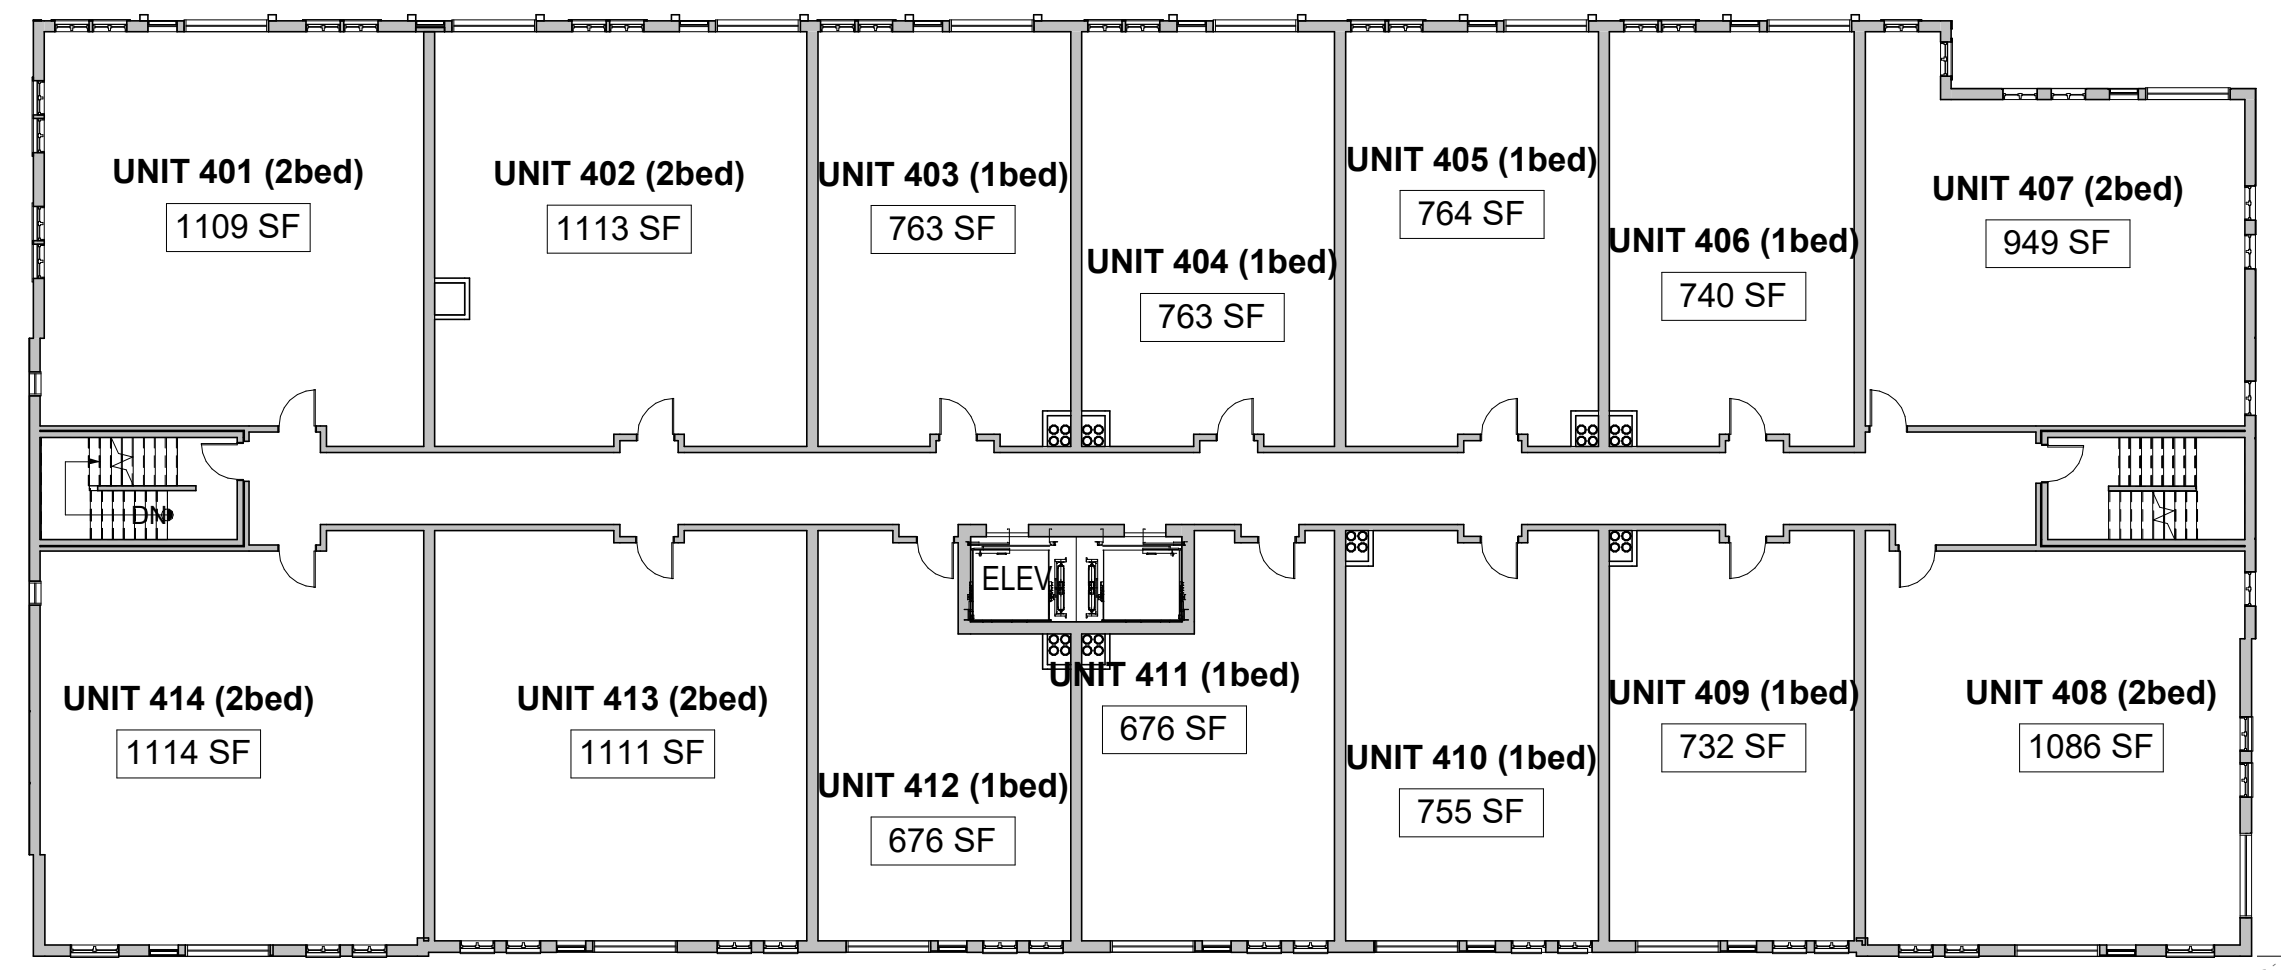 UNIT 401 (2bed)
1109 SF
UNIT 402 (2bed)
1113 SF
UNIT 403 (1bed)
763 SF
UNIT 404 (1bed)
763 SF
UNIT 405 (1bed)
764 SF
UNIT 406 (1bed)
740 SF
UNIT 407 (2bed)
949 SF
DN
ELEV
UNIT 414 (2bed)
1114 SF
UNIT 413 (2bed)
1111 SF
UNIT 412 (1bed)
676 SF
UNIT 411 (1bed)
676 SF
UNIT 410 (1bed)
755 SF
UNIT 409 (1bed)
732 SF
UNIT 408 (2bed)
1086 SF